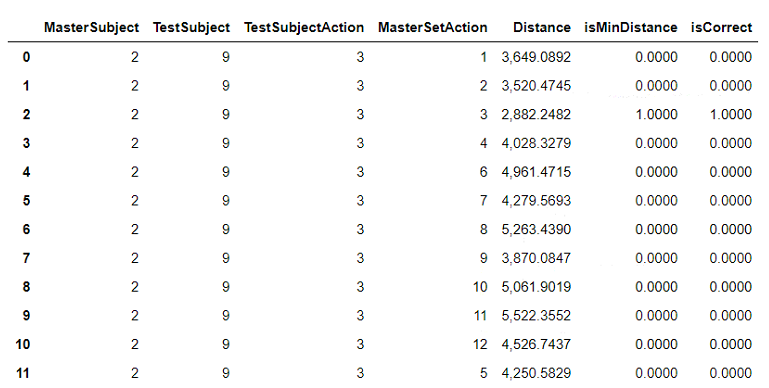 MasterSubject TestSubject TestSubjectAction MasterSetAction Distance isMinDistance isCorrect
0 2 9 3 1 3,649.0892 0.0000 0.0000
1 2 9 3 2 3,520.4745 0.0000 0.0000
2 2 9 3 3 2,882.2482 1.0000 1.0000
3 2 9 3 4 4,028.3279 0.0000 0.0000
4 2 9 3 6 4,961.4715 0.0000 0.0000
5 2 9 3 7 4,279.5693 0.0000 0.0000
6 2 9 3 8 5,263.4390 0.0000 0.0000
7 2 9 3 9 3,870.0847 0.0000 0.0000
8 2 9 3 10 5,061.9019 0.0000 0.0000
9 2 9 3 11 5,522.3552 0.0000 0.0000
10 2 9 3 12 4,526.7437 0.0000 0.0000
11 2 9 3 5 4,250.5829 0.0000 0.0000